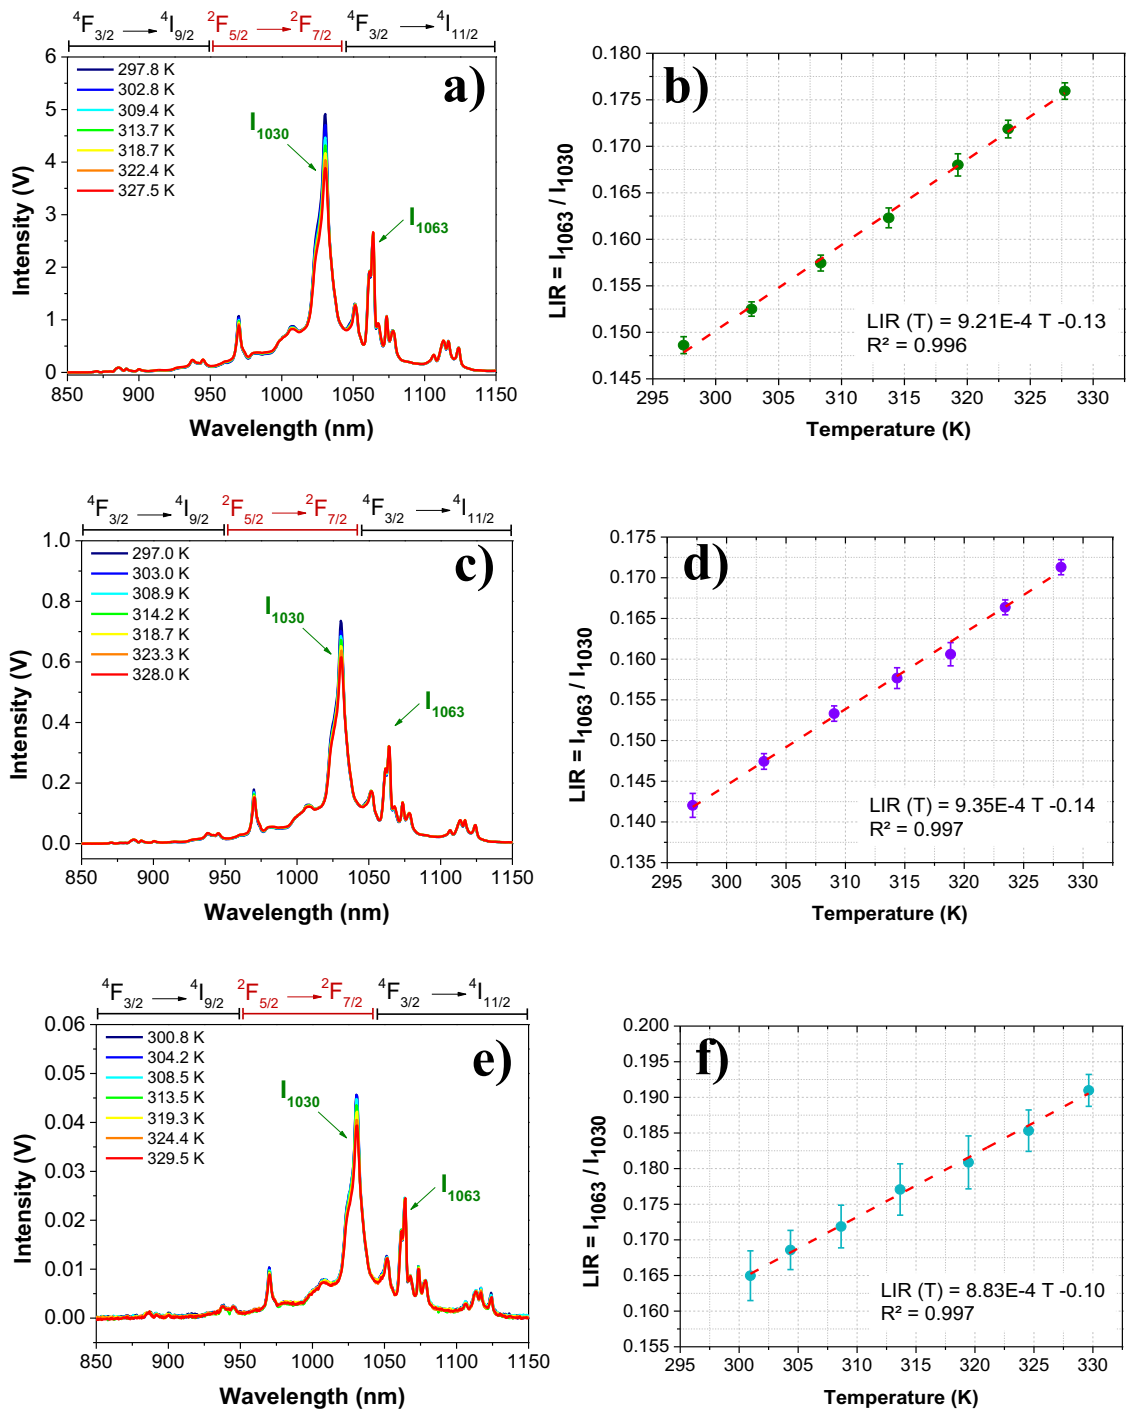 ⁴F₃/₂ → ⁴I₉/₂ ²F₅/₂ → ²F₇/₂ ⁴F₃/₂ → ⁴I₁₁/₂
a)
297.8 K
302.8 K
309.4 K
313.7 K
318.7 K
322.4 K
327.5 K
I₁₀₃₀
I₁₀₆₃
Intensity (V)
6
5
4
3
2
1
0
850 900 950 1000 1050 1100 1150
Wavelength (nm)
b)
LIR = I₁₀₆₃ / I₁₀₃₀
0.180
0.175
0.170
0.165
0.160
0.155
0.150
0.145
LIR (T) = 9.21E-4 T -0.13
R² = 0.996
295 300 305 310 315 320 325 330
Temperature (K)
⁴F₃/₂ → ⁴I₉/₂ ²F₅/₂ → ²F₇/₂ ⁴F₃/₂ → ⁴I₁₁/₂
c)
297.0 K
303.0 K
308.9 K
314.2 K
318.7 K
323.3 K
328.0 K
I₁₀₃₀
I₁₀₆₃
Intensity (V)
1.0
0.8
0.6
0.4
0.2
0.0
850 900 950 1000 1050 1100 1150
Wavelength (nm)
d)
LIR = I₁₀₆₃ / I₁₀₃₀
0.175
0.170
0.165
0.160
0.155
0.150
0.145
0.140
0.135
LIR (T) = 9.35E-4 T -0.14
R² = 0.997
295 300 305 310 315 320 325 330
Temperature (K)
⁴F₃/₂ → ⁴I₉/₂ ²F₅/₂ → ²F₇/₂ ⁴F₃/₂ → ⁴I₁₁/₂
e)
300.8 K
304.2 K
308.5 K
313.5 K
319.3 K
324.4 K
329.5 K
I₁₀₃₀
I₁₀₆₃
Intensity (V)
0.06
0.05
0.04
0.03
0.02
0.01
0.00
850 900 950 1000 1050 1100 1150
Wavelength (nm)
f)
LIR = I₁₀₆₃ / I₁₀₃₀
0.200
0.195
0.190
0.185
0.180
0.175
0.170
0.165
0.160
0.155
LIR (T) = 8.83E-4 T -0.10
R² = 0.997
295 300 305 310 315 320 325 330
Temperature (K)